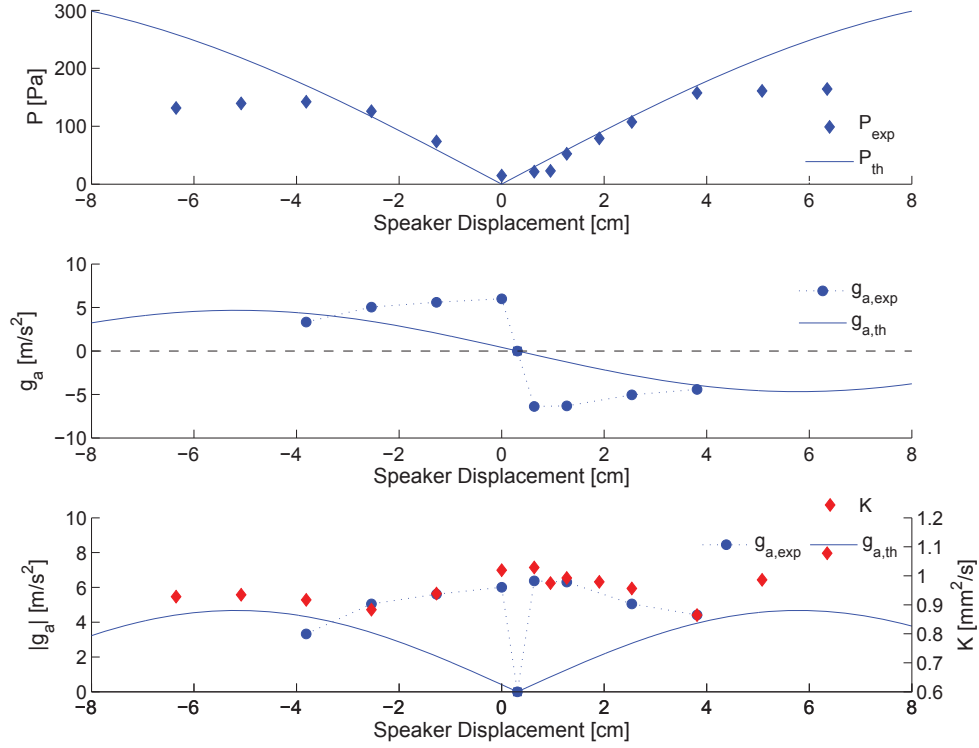 300
200
100
0
P [Pa]
P_exp
P_th
−8 −6 −4 −2 0 2 4 6 8
Speaker Displacement [cm]
10
5
0
−5
−10
g_a [m/s²]
g_a,exp
g_a,th
−8 −6 −4 −2 0 2 4 6 8
Speaker Displacement [cm]
K
g_a,exp g_a,th
10
8
6
4
2
0
|g_a| [m/s²]
1.2
1.1
1
0.9
0.8
0.7
0.6
K [mm²/s]
−8 −6 −4 −2 0 2 4 6 8
Speaker Displacement [cm]